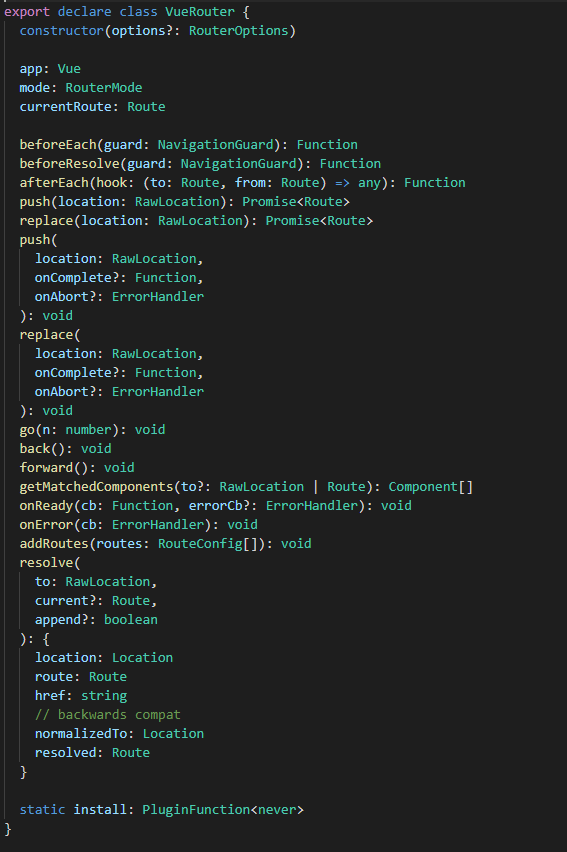 export declare class VueRouter {
constructor(options?: RouterOptions)
app: Vue
mode: RouterMode
currentRoute: Route
beforeEach(guard: NavigationGuard): Function
beforeResolve(guard: NavigationGuard): Function
afterEach(hook: (to: Route, from: Route) => any): Function
push(location: RawLocation): Promise<Route>
replace(location: RawLocation): Promise<Route>
push(
location: RawLocation,
onComplete?: Function,
onAbort?: ErrorHandler
): void
replace(
location: RawLocation,
onComplete?: Function,
onAbort?: ErrorHandler
): void
go(n: number): void
back(): void
forward(): void
getMatchedComponents(to?: RawLocation | Route): Component[]
onReady(cb: Function, errorCb?: ErrorHandler): void
onError(cb: ErrorHandler): void
addRoutes(routes: RouteConfig[]): void
resolve(
to: RawLocation,
current?: Route,
append?: boolean
): {
location: Location
route: Route
href: string
// backwards compat
normalizedTo: Location
resolved: Route
}
static install: PluginFunction<never>
}